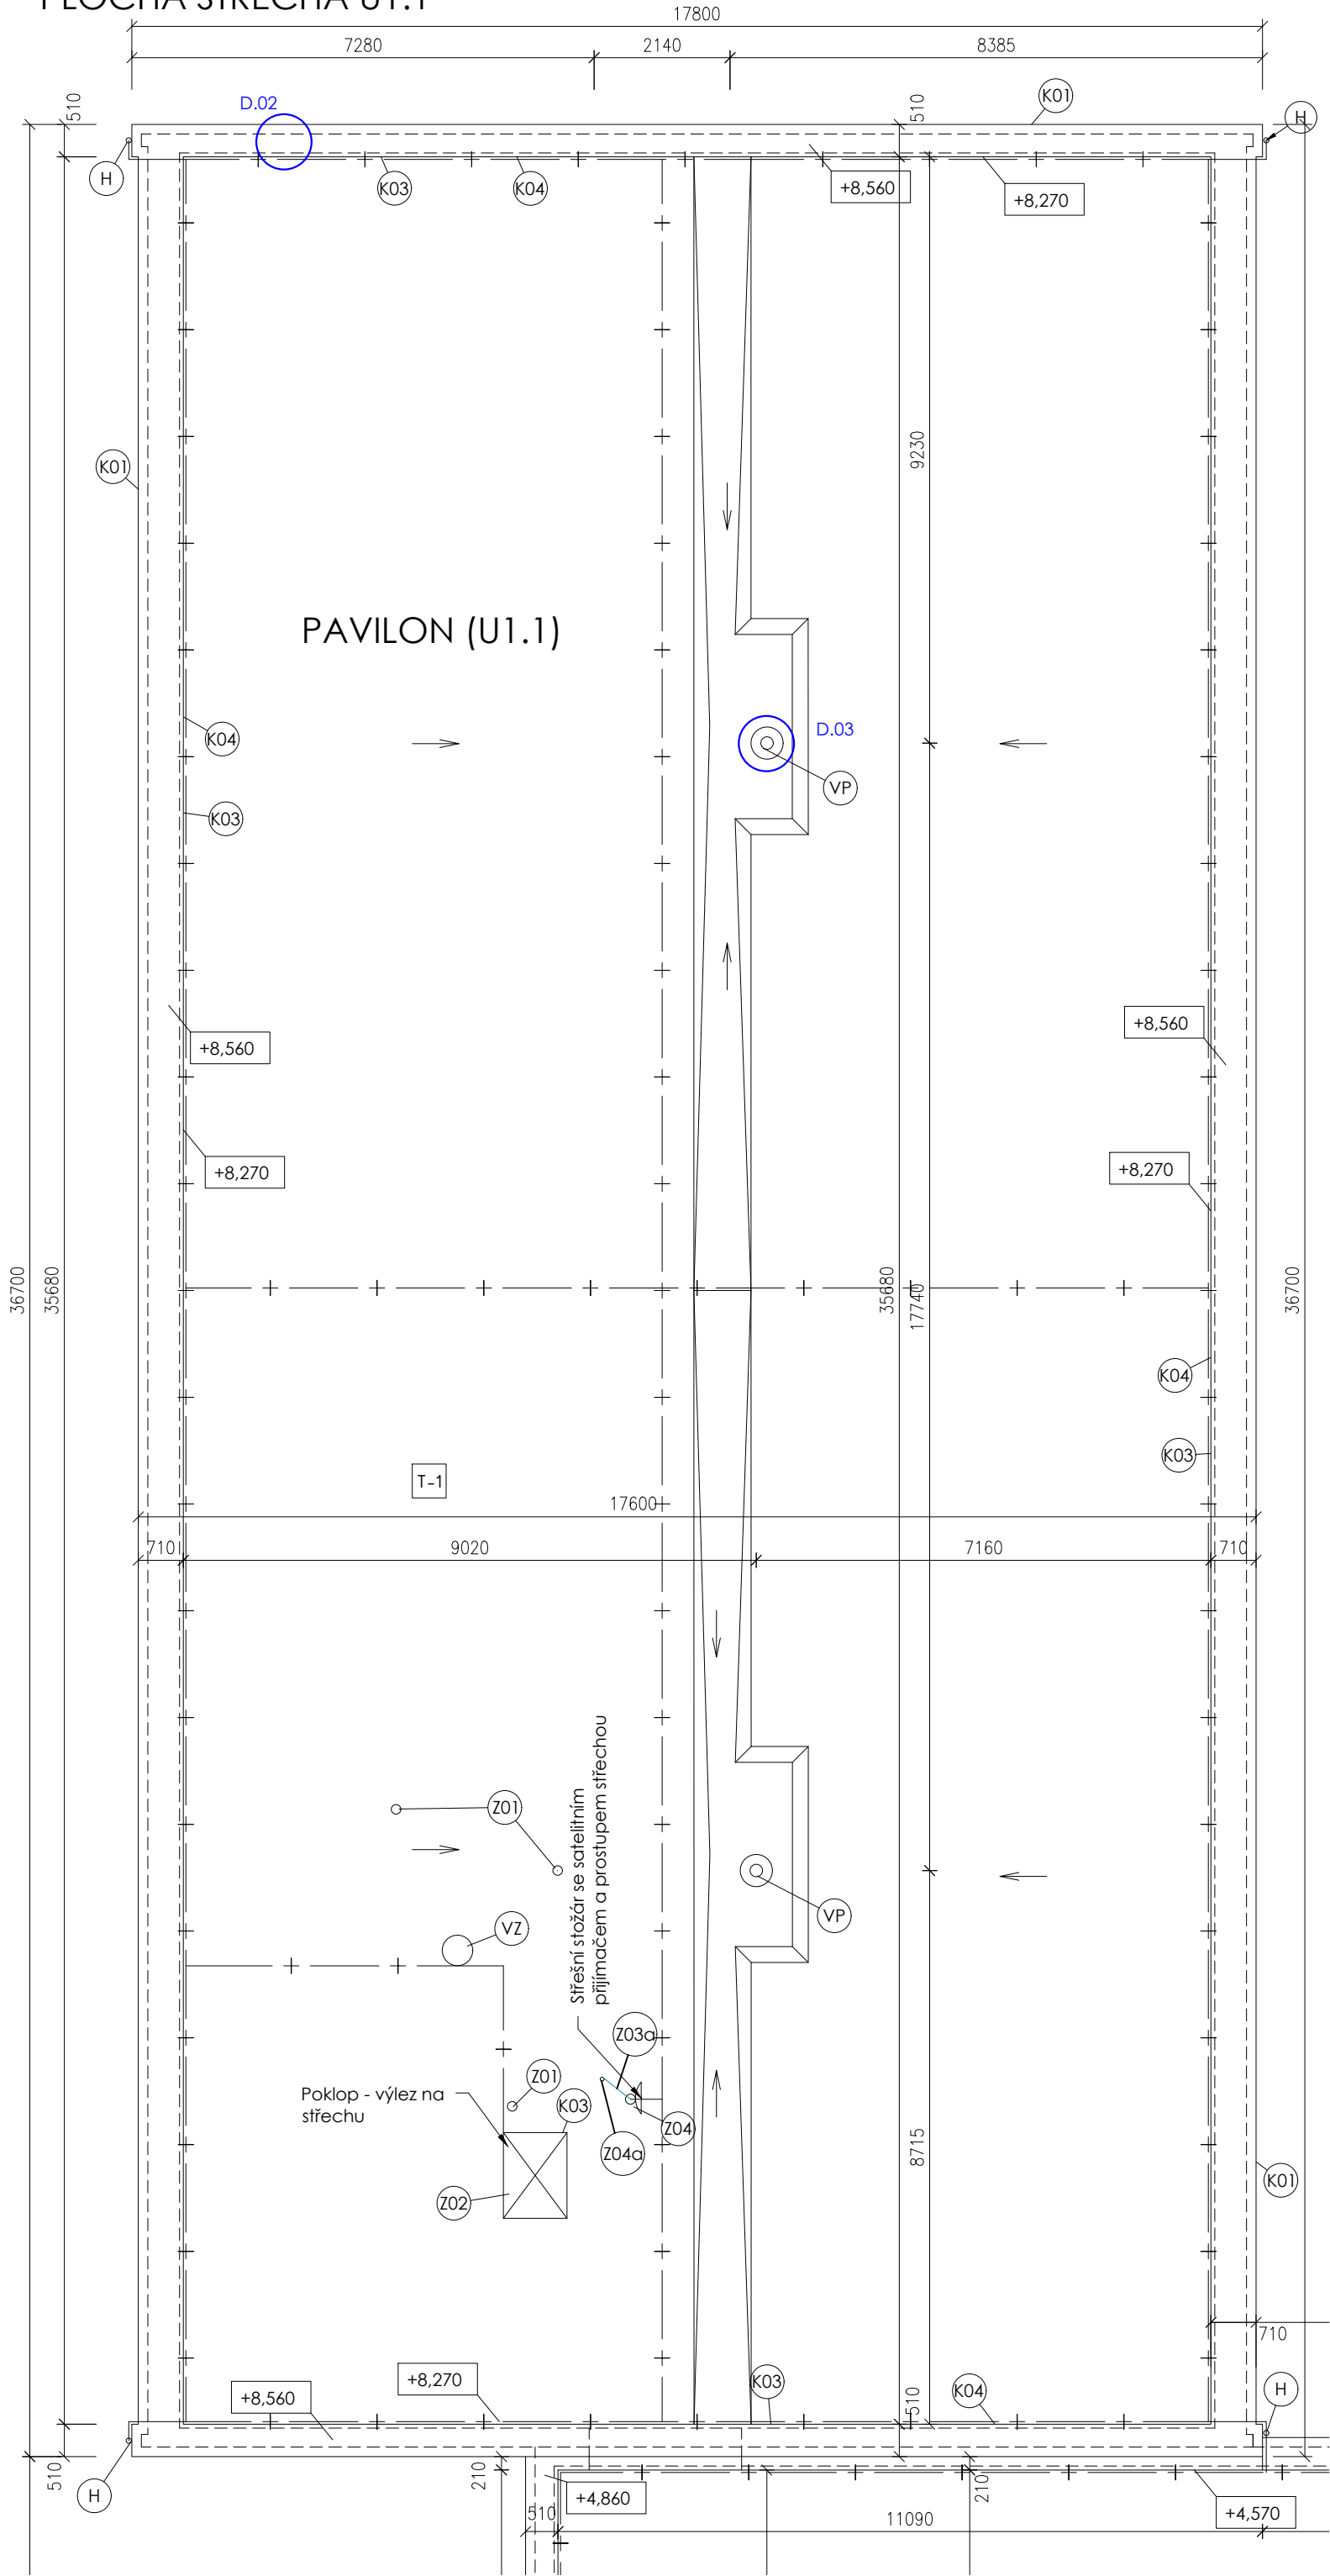 PLOCHÁ STŘECHA U1.1
17800
7280
2140
8385
510
510
D.02
K01
H
H
K03
K04
+8,560
+8,270
K01
9230
PAVILON (U1.1)
K04
D.03
VP
K03
+8,560
+8,560
+8,270
+8,270
36700
35680
35680
17740
36700
K04
K03
T-1
17600
710
9020
7160
710
Střešní stožár se satelitním
přijímačem a prostupem střechou
Z01
VP
VZ
Z03a
Z01
Poklop - výlez na
střechu
K03
Z04
Z04a
Z02
8715
K01
710
+8,270
+8,560
K03
K04
H
510
510
H
210
210
+4,860
+4,570
510
11090